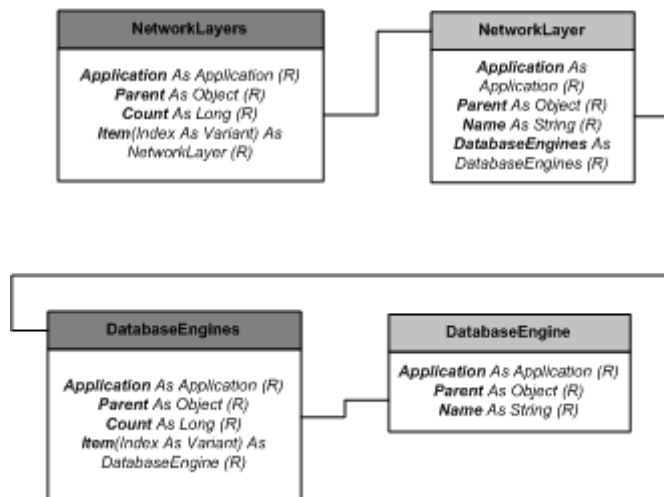 NetworkLayers
Application As Application (R)
Parent As Object (R)
Count As Long (R)
Item(Index As Variant) As
NetworkLayer (R)
NetworkLayer
Application As
Application (R)
Parent As Object (R)
Name As String (R)
DatabaseEngines As
DatabaseEngines (R)
DatabaseEngines
Application As Application (R)
Parent As Object (R)
Count As Long (R)
Item(Index As Variant) As
DatabaseEngine (R)
DatabaseEngine
Application As Application (R)
Parent As Object (R)
Name As String (R)